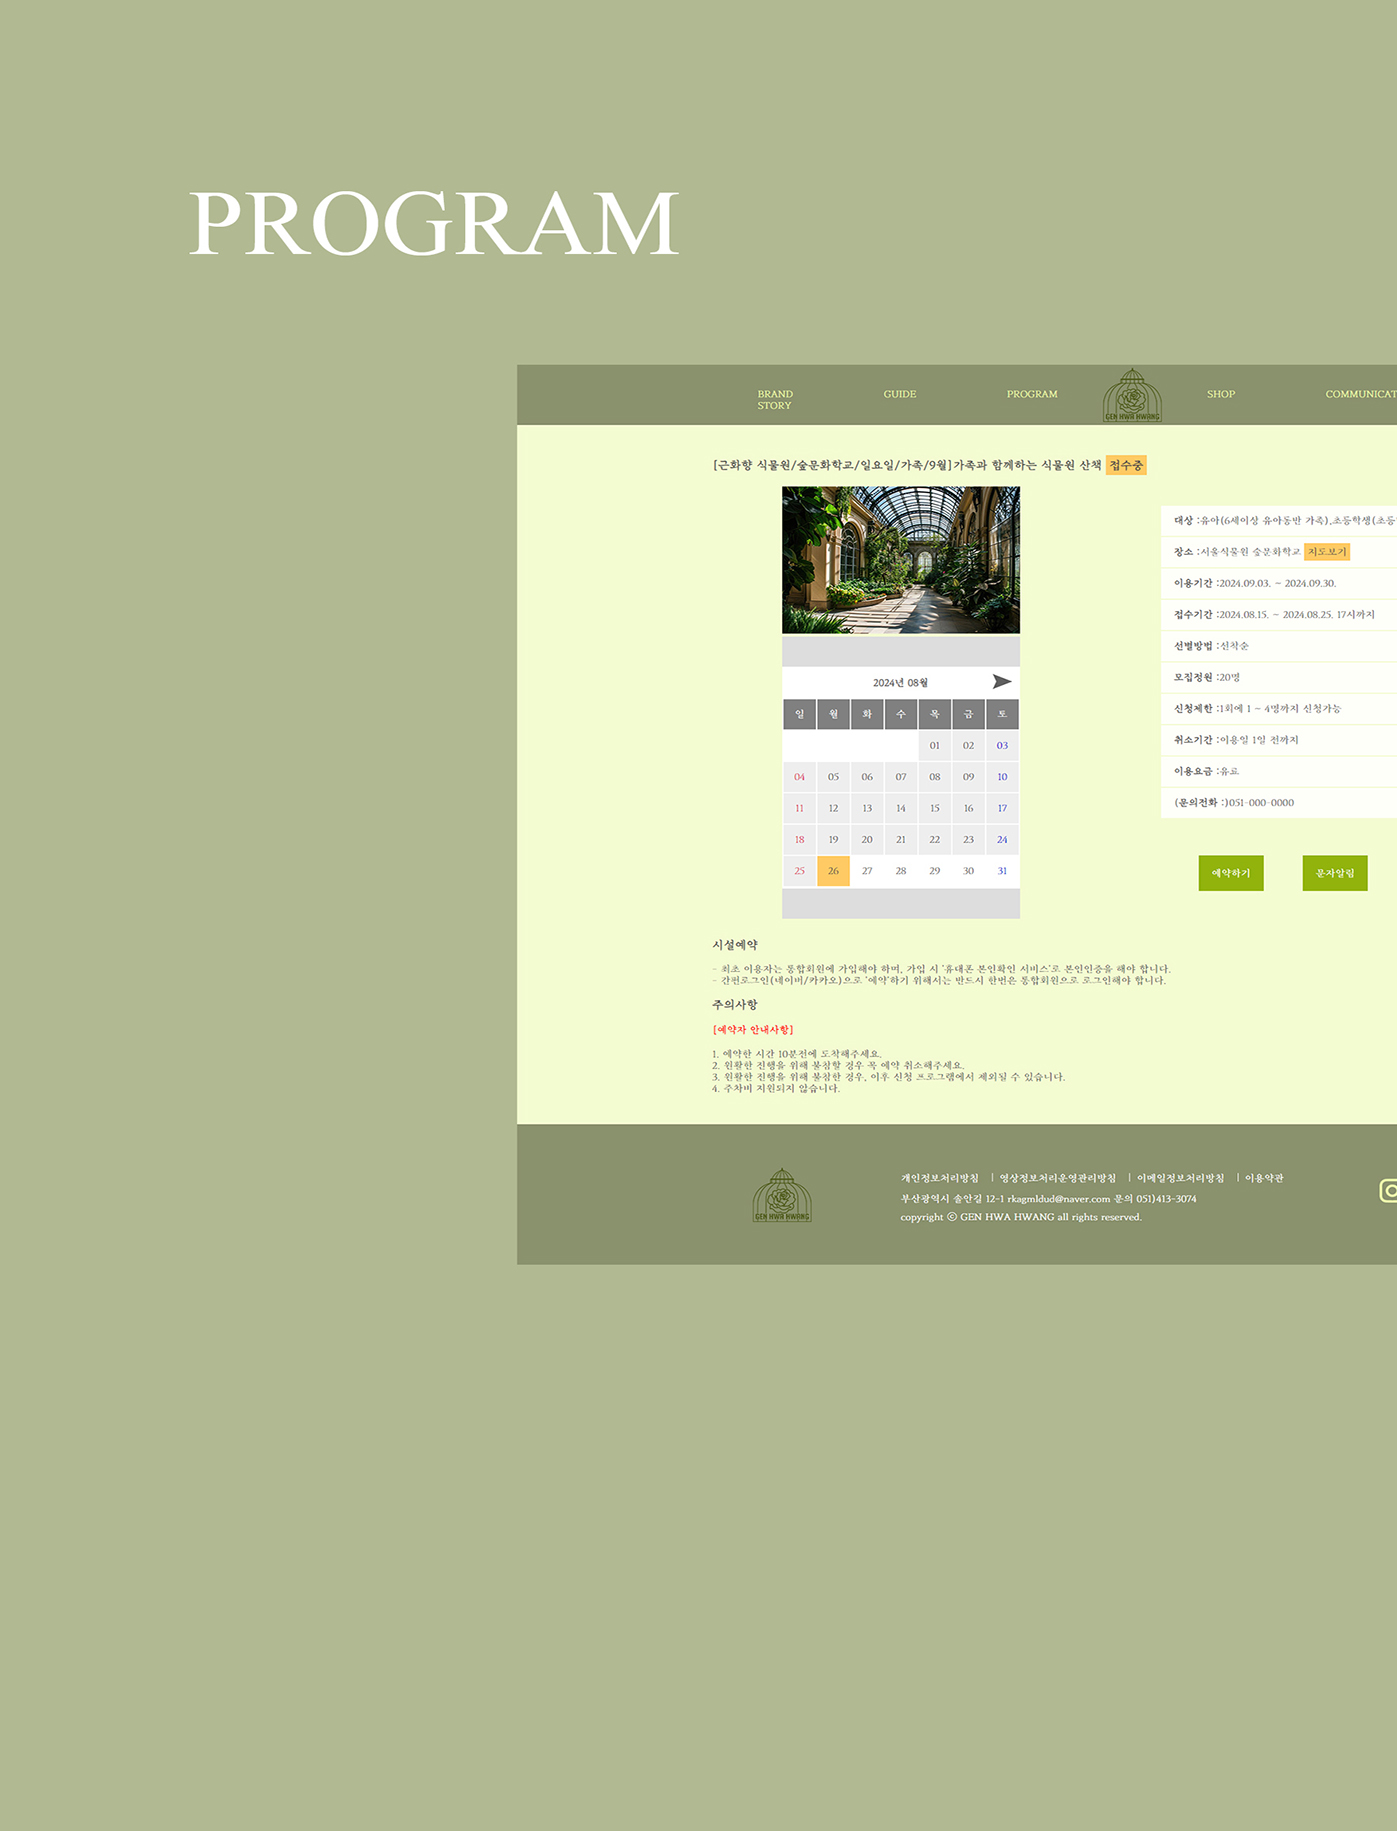 PROGRAM
BRAND
STORY
GUIDE
PROGRAM
GEN HWA HWANG
SHOP
COMMUNICAT
[근화향 식물원/숲문화학교/일요일/가족/9월]가족과 함께하는 식물원 산책 접수중
대상 :유아(6세이상 유아동반 가족),초등학생(초등
장소 :서울식물원 숲문화학교 지도보기
이용기간 :2024.09.03. ~ 2024.09.30.
접수기간 :2024.08.15. ~ 2024.08.25. 17시까지
선별방법 :선착순
모집정원 :20명
신청제한 :1회에 1 ~ 4명까지 신청가능
취소기간 :이용일 1일 전까지
이용요금 :유료
(문의전화 :)051-000-0000
예약하기
문자알림
2024년 08월
일 월 화 수 목 금 토
01 02 03
04 05 06 07 08 09 10
11 12 13 14 15 16 17
18 19 20 21 22 23 24
25 26 27 28 29 30 31
시설예약
- 최초 이용자는 통합회원에 가입해야 하며, 가입 시 '휴대폰 본인확인 서비스'로 본인인증을 해야 합니다.
- 간편로그인(네이버/카카오)으로 '예약'하기 위해서는 반드시 한번은 통합회원으로 로그인해야 합니다.
주의사항
[예약자 안내사항]
1. 예약한 시간 10분전에 도착해주세요.
2. 원활한 진행을 위해 불참할 경우 꼭 예약 취소해주세요.
3. 원활한 진행을 위해 불참한 경우, 이후 신청 프로그램에서 제외될 수 있습니다.
4. 주차비 지원되지 않습니다.
GEN HWA HWANG
개인정보처리방침 | 영상정보처리운영관리방침 | 이메일정보처리방침 | 이용약관
부산광역시 솔안길 12-1 rkagmldud@naver.com 문의 051)413-3074
copyright ⓒ GEN HWA HWANG all rights reserved.